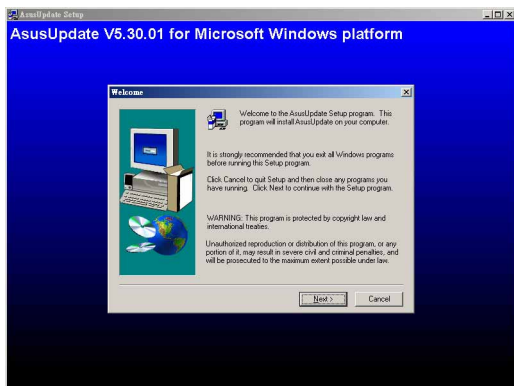 AsusUpdate Setup
AsusUpdate V5.30.01 for Microsoft Windows platform
Welcome
Welcome to the AsusUpdate Setup program. This
program will install AsusUpdate on your computer.
It is strongly recommended that you exit all Windows programs
before running this Setup program.
Click Cancel to quit Setup and then close any programs you
have running. Click Next to continue with the Setup program.
WARNING: This program is protected by copyright law and
international treaties.
Unauthorized reproduction or distribution of this program, or any
portion of it, may result in severe civil and criminal penalties, and
will be prosecuted to the maximum extent possible under law.
Next >
Cancel